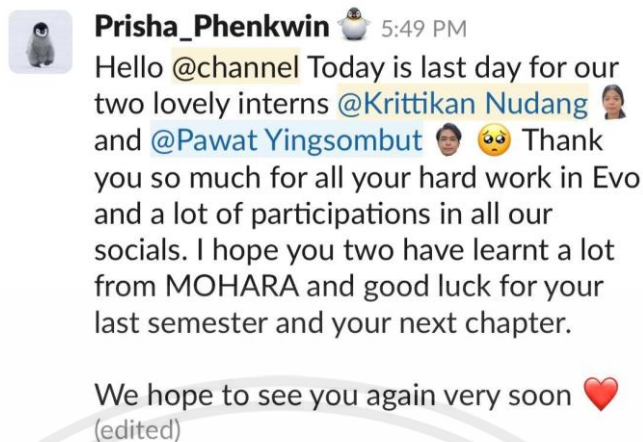 Prisha_Phenkwin 5:49 PM
Hello @channel Today is last day for our
two lovely interns @Krittikan Nudang
and @Pawat Yingsombut 🥺 Thank
you so much for all your hard work in Evo
and a lot of participations in all our
socials. I hope you two have learnt a lot
from MOHARA and good luck for your
last semester and your next chapter.
We hope to see you again very soon ❤️
(edited)